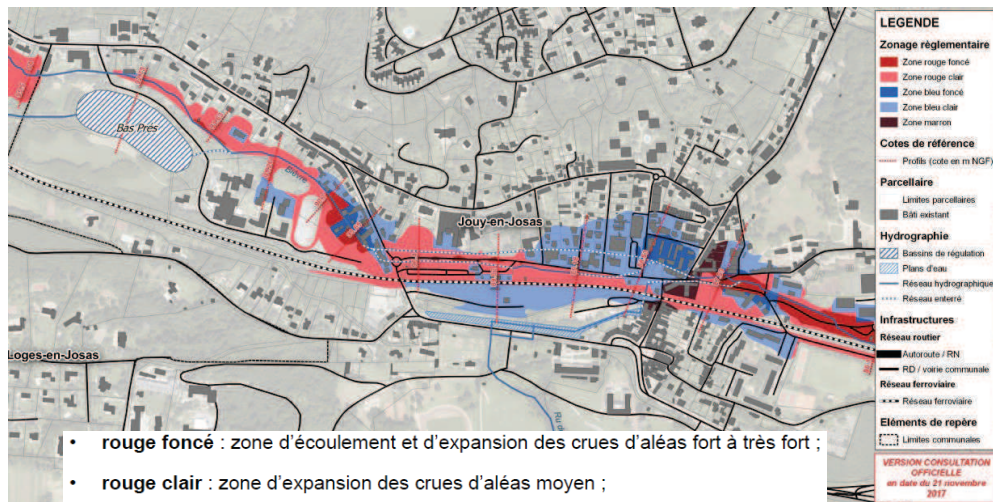 Bas Prés
Bièvre
Jouy-en-Josas
Loges-en-Josas
LEGENDE
Zonage règlementaire
Zone rouge foncé
Zone rouge clair
Zone bleu foncé
Zone bleu clair
Zone marron
Cotes de référence
Profils (cote en m NGF)
Parcellaire
Limites parcellaires
Bâti existant
Hydrographie
Bassins de régulation
Plans d'eau
Réseau hydrographique
Réseau enterré
Infrastructures
Réseau routier
Autoroute / RN
RD / voirie communale
Réseau ferroviaire
Réseau ferroviaire
Eléments de repère
Limites communales
VERSION CONSULTATION
OFFICIELLE
en date du 21 novembre
2017
• rouge foncé : zone d'écoulement et d'expansion des crues d'aléas fort à très fort ;
• rouge clair : zone d'expansion des crues d'aléas moyen ;